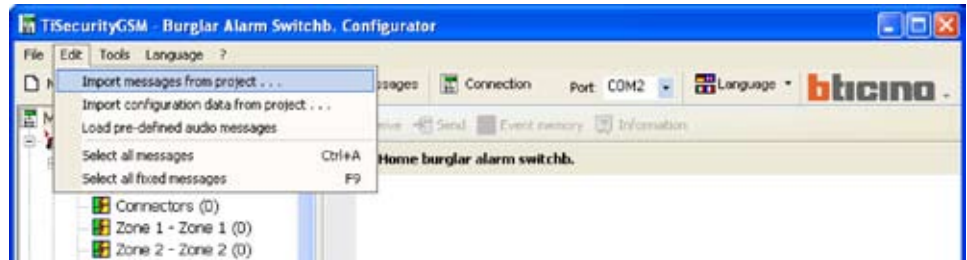 TiSecurityGSM - Burglar Alarm Switchb. Configurator
File Edit Tools Language ?
Import messages from project . . .
Connection Port COM2 Language bticino
Import configuration data from project . . .
Load pre-defined audio messages
Send Event memory Information
Select all messages Ctrl+A
Home burglar alarm switchb.
Select all fixed messages F9
Connectors (0)
Zone 1 - Zone 1 (0)
Zone 2 - Zone 2 (0)